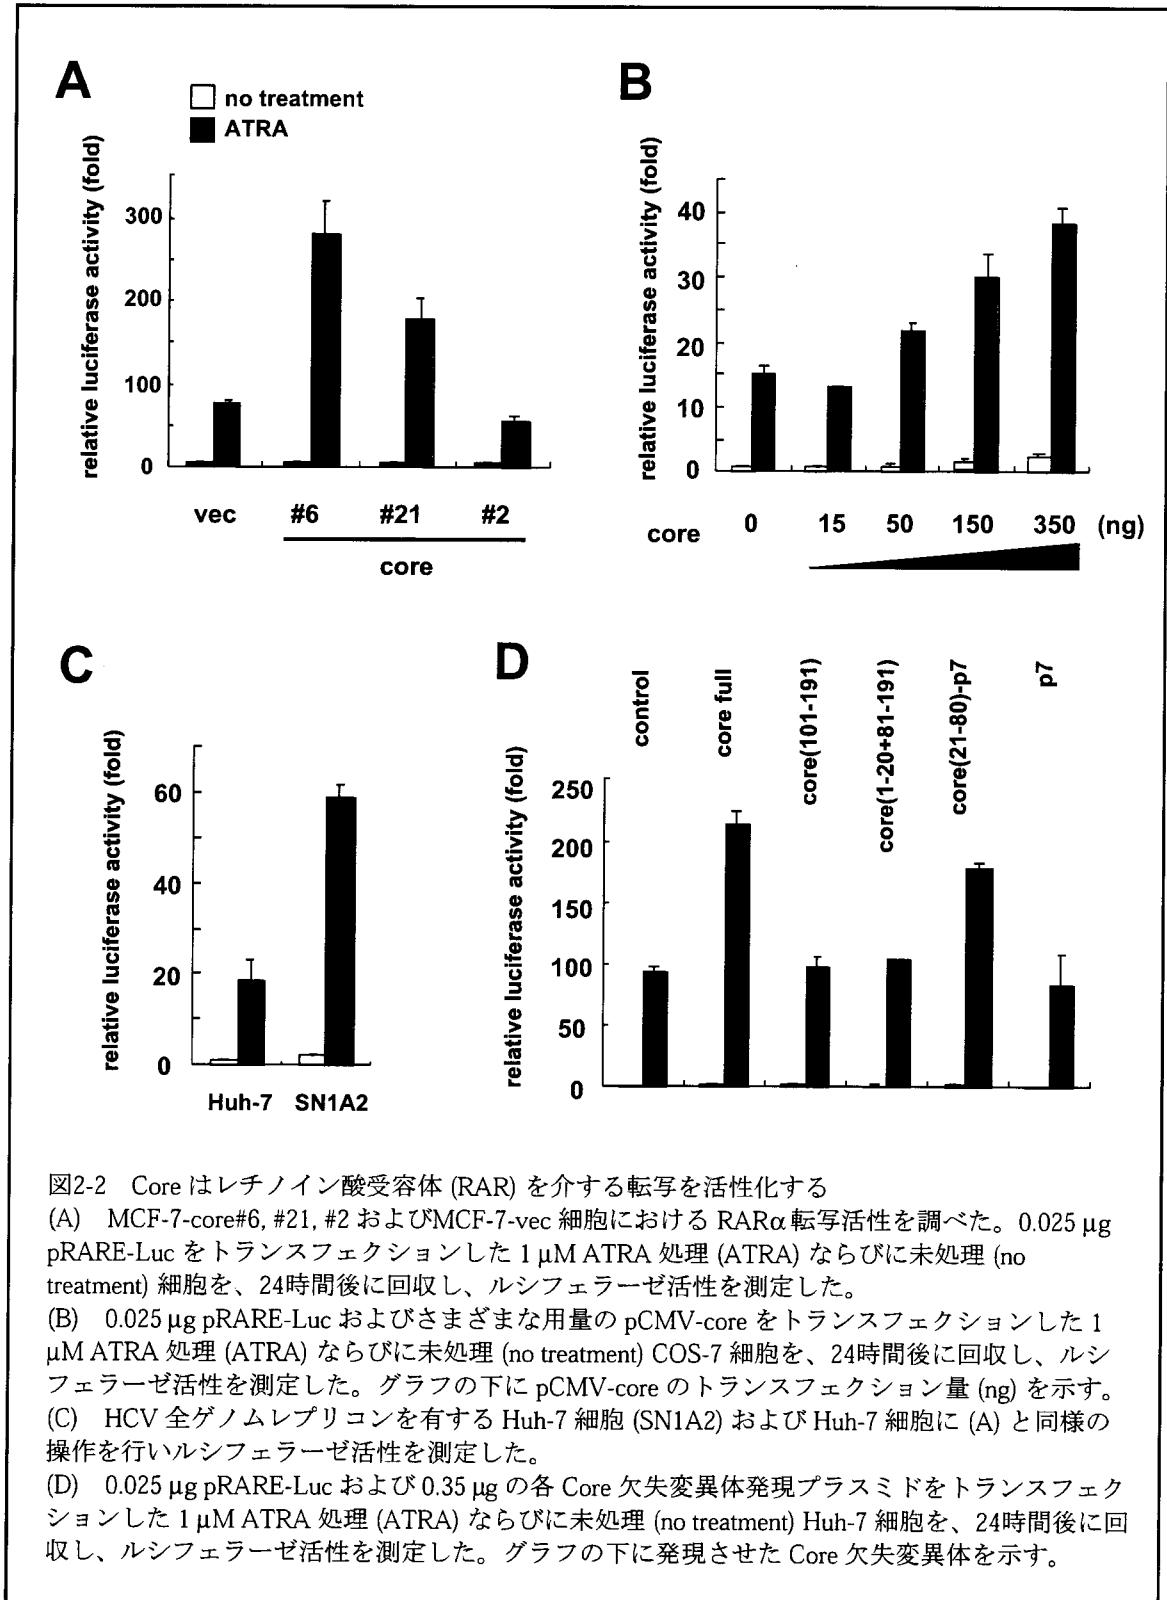 A
no treatment
ATRA
relative luciferase activity (fold)
300
200
100
0
vec #6 #21 #2
core
B
relative luciferase activity (fold)
40
30
20
10
0
core 0 15 50 150 350 (ng)
C
relative luciferase activity (fold)
60
40
20
0
Huh-7 SN1A2
D
control
core full
core(101-191)
core(1-20+81-191)
core(21-80)-p7
p7
relative luciferase activity (fold)
250
200
150
100
50
0
図2-2 Core はレチノイン酸受容体 (RAR) を介する転写を活性化する
(A) MCF-7-core#6, #21, #2 およびMCF-7-vec 細胞における RARα 転写活性を調べた。0.025 μg
pRARE-Luc をトランスフェクションした 1 μM ATRA 処理 (ATRA) ならびに未処理 (no
treatment) 細胞を、24時間後に回収し、ルシフェラーゼ活性を測定した。
(B) 0.025 μg pRARE-Luc およびさまざまな用量の pCMV-core をトランスフェクションした 1
μM ATRA 処理 (ATRA) ならびに未処理 (no treatment) COS-7 細胞を、24時間後に回収し、ルシ
フェラーゼ活性を測定した。グラフの下に pCMV-core のトランスフェクション量 (ng) を示す。
(C) HCV 全ゲノムレプリコンを有する Huh-7 細胞 (SN1A2) および Huh-7 細胞に (A) と同様の
操作を行いルシフェラーゼ活性を測定した。
(D) 0.025 μg pRARE-Luc および 0.35 μg の各 Core 欠失変異体発現プラスミドをトランスフェク
ションした 1 μM ATRA 処理 (ATRA) ならびに未処理 (no treatment) Huh-7 細胞を、24時間後に回
収し、ルシフェラーゼ活性を測定した。グラフの下に発現させた Core 欠失変異体を示す。